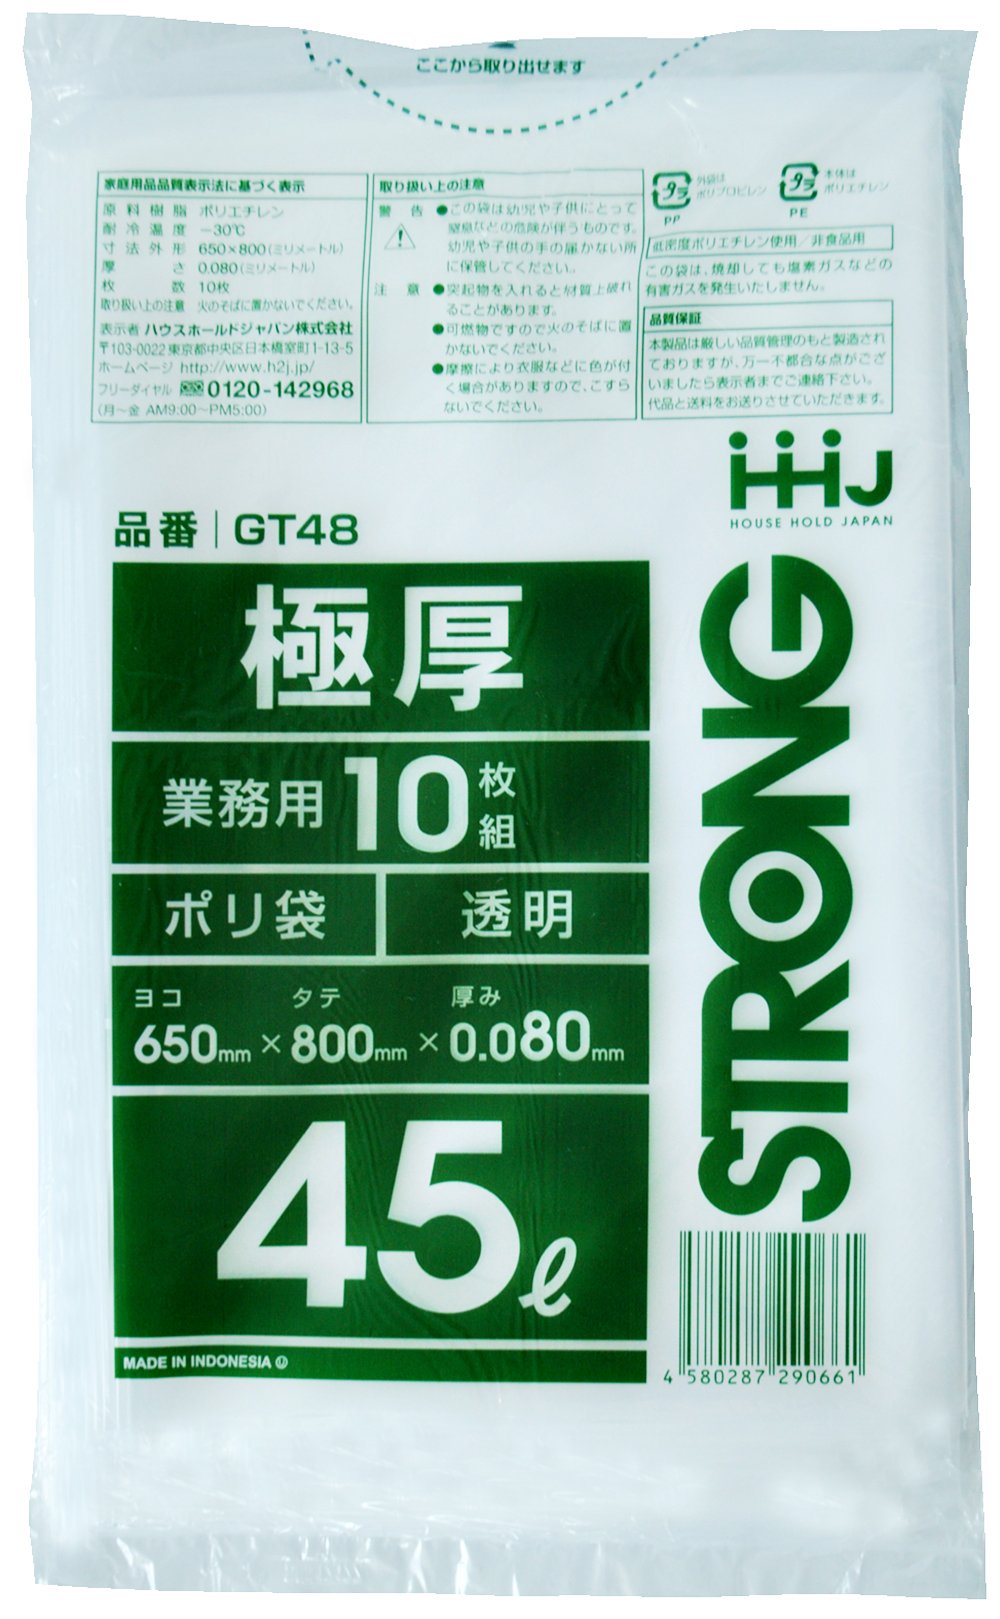 ここから取り出せます
家庭用品品質表示法に基づく表示
原料樹脂 ポリエチレン
耐冷温度 −30℃
寸法外形 650×800(ミリメートル)
厚さ 0.080(ミリメートル)
枚数 10枚
取り扱い上の注意 火のそばに置かないでください。
表示者 ハウスホールドジャパン株式会社
〒103-0022 東京都中央区日本橋室町1-13-5
ホームページ http://www.h2j.jp/
フリーダイヤル 0120-142968
(月〜金 AM9:00〜PM5:00)
取り扱い上の注意
警告 ●この袋は幼児や子供にとって
窒息などの危険が伴うものです。
幼児や子供の手の届かない所
に保管してください。
注意 ●突起物を入れると材質上破れ
ることがあります。
●可燃物ですので火のそばに置
かないでください。
●摩擦により衣服などに色が付
く場合がありますので、こすら
ないでください。
プラ 外袋は
ポリプロピレン
PP
プラ 本体は
ポリエチレン
PE
低密度ポリエチレン使用/非食品用
この袋は、焼却しても塩素ガスなどの
有害ガスを発生いたしません。
品質保証
本製品は厳しい品質管理のもと製造され
ておりますが、万一不都合な点がござ
いましたら表示者までご連絡下さい。
代品と送料をお送りさせていただきます。
HHJ
HOUSE HOLD JAPAN
品番 | GT48
極厚
業務用10枚組
ポリ袋 透明
ヨコ タテ 厚み
650mm×800mm×0.080mm
45ℓ
MADE IN INDONESIA
STRONG
4 580287 290661